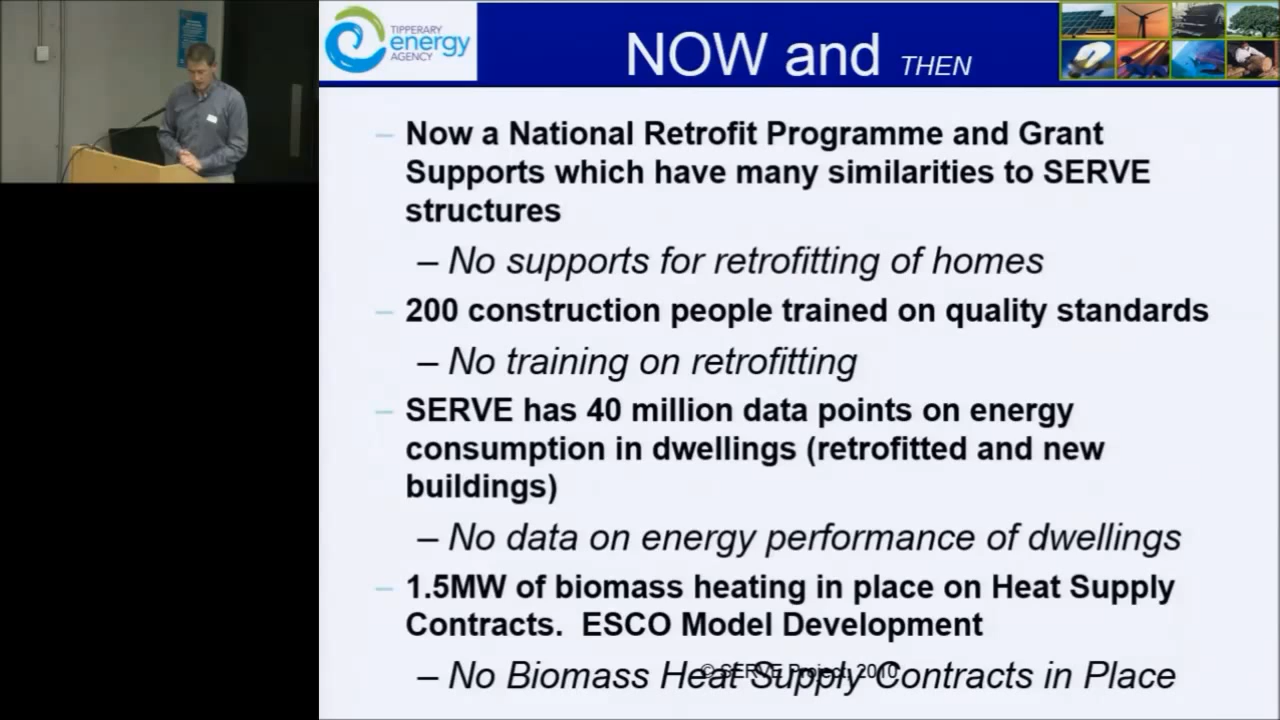 TIPPERARY
energy
AGENCY
NOW and THEN
– Now a National Retrofit Programme and Grant
Supports which have many similarities to SERVE
structures
– No supports for retrofitting of homes
– 200 construction people trained on quality standards
– No training on retrofitting
– SERVE has 40 million data points on energy
consumption in dwellings (retrofitted and new
buildings)
– No data on energy performance of dwellings
– 1.5MW of biomass heating in place on Heat Supply
Contracts. ESCO Model Development
– No Biomass Heat Supply Contracts in Place
© SERVE Project, 2010